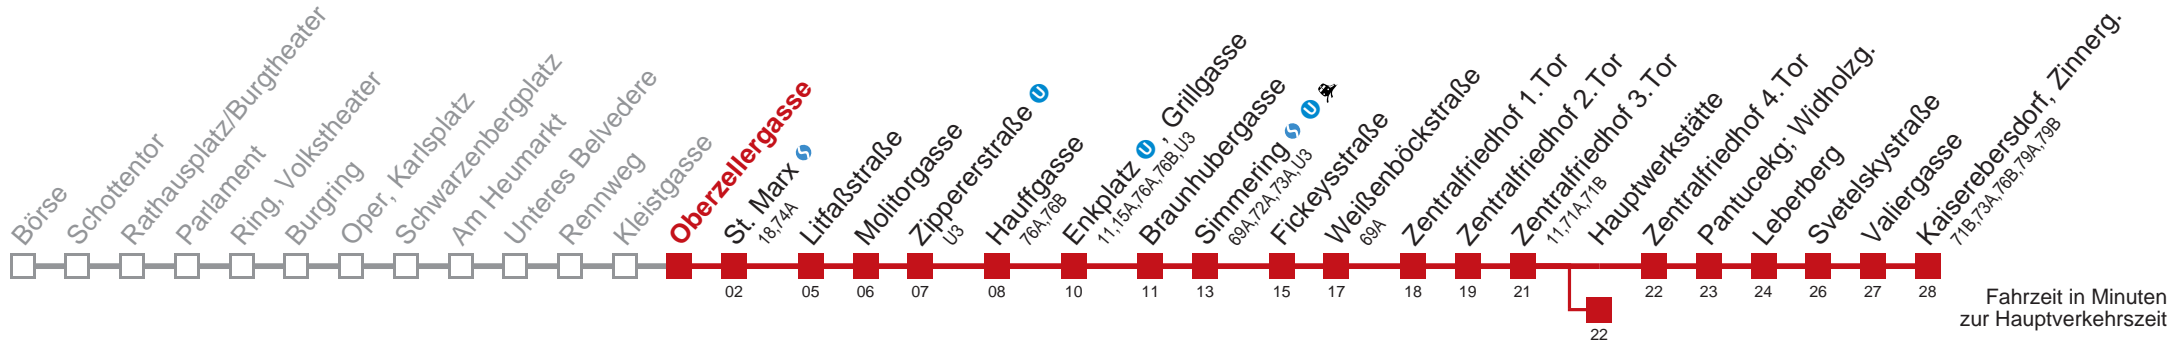 Börse
Schottentor
Rathausplatz/Burgtheater
Parlament
Ring, Volkstheater
Burgring
Oper, Karlsplatz
Schwarzenbergplatz
Am Heumarkt
Unteres Belvedere
Rennweg
Kleistgasse
Oberzellergasse
St. Marx S
18,74A
02
Litfaßstraße
05
Molitorgasse
06
Zippererstraße U
U3
07
Hauffgasse
76A,76B
08
Enkplatz U, Grillgasse
11,15A,76A,76B,U3
10
Braunhubergasse
11
Simmering S U
69A,72A,73A,U3
13
Fickeysstraße
15
Weißenböckstraße
69A
17
Zentralfriedhof 1. Tor
18
Zentralfriedhof 2. Tor
19
Zentralfriedhof 3. Tor
11,71A,71B
21
Hauptwerkstätte
22
Zentralfriedhof 4. Tor
22
Pantucekg; Widholzg.
23
Leberberg
24
Svetelskystraße
26
Valiergasse
27
Kaiserebersdorf, Zinnerg.
71B,73A,76B,79A,79B
28
Fahrzeit in Minuten
zur Hauptverkehrszeit